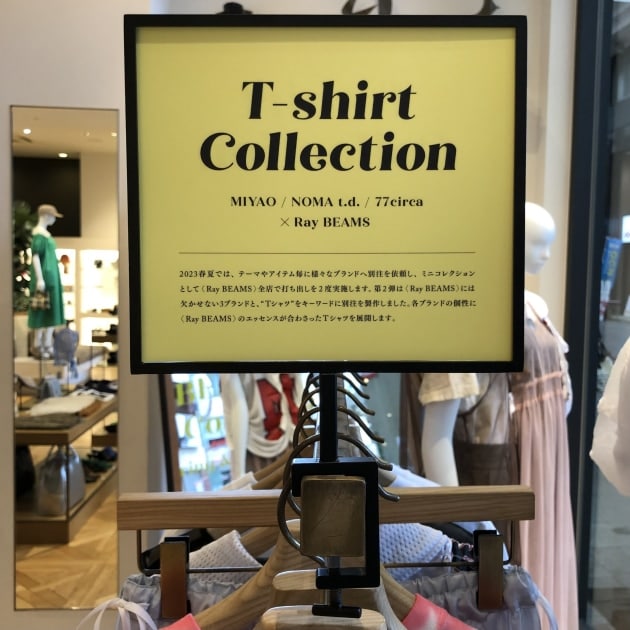 T-shirt
Collection
MIYAO / NOMA t.d. / 77circa
× Ray BEAMS
2023春夏では、テーマやアイテム毎に様々なブランドへ別注を依頼し、ミニコレクション
として〈Ray BEAMS〉全店で打ち出しを2度実施します。第2弾は〈Ray BEAMS〉には
欠かせない3ブランドと、“Tシャツ”をキーワードに別注を製作しました。各ブランドの個性に
〈Ray BEAMS〉のエッセンスが合わさったTシャツを展開します。